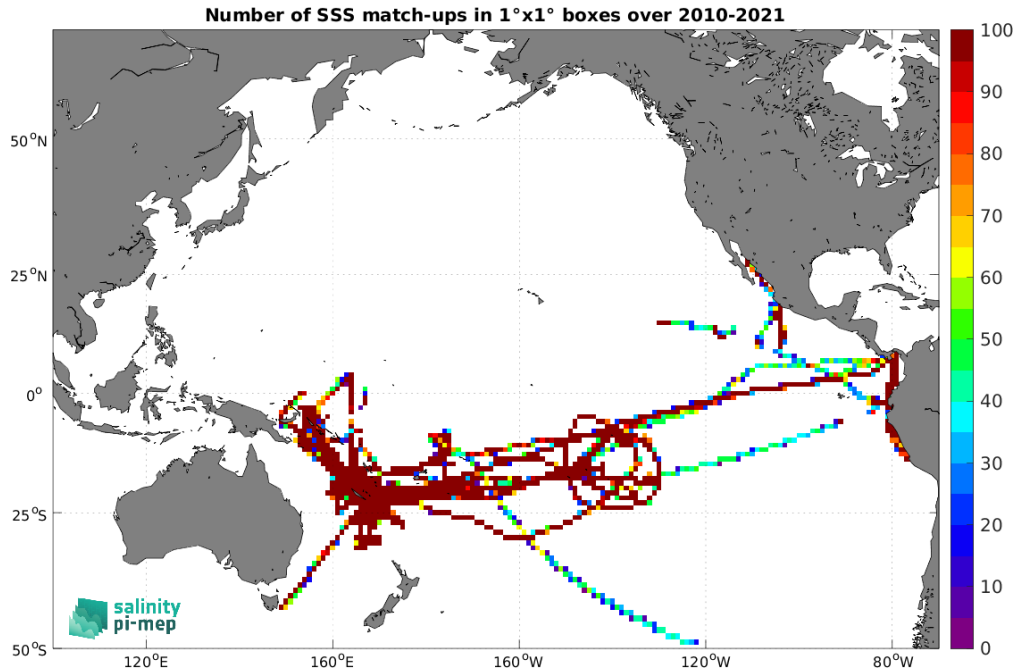 Number of SSS match-ups in 1°x1° boxes over 2010-2021
100
90
80
70
60
50
40
30
20
10
0
50°N
25°N
0°
25°S
50°S
120°E
160°E
160°W
120°W
80°W
salinity
pi-mep